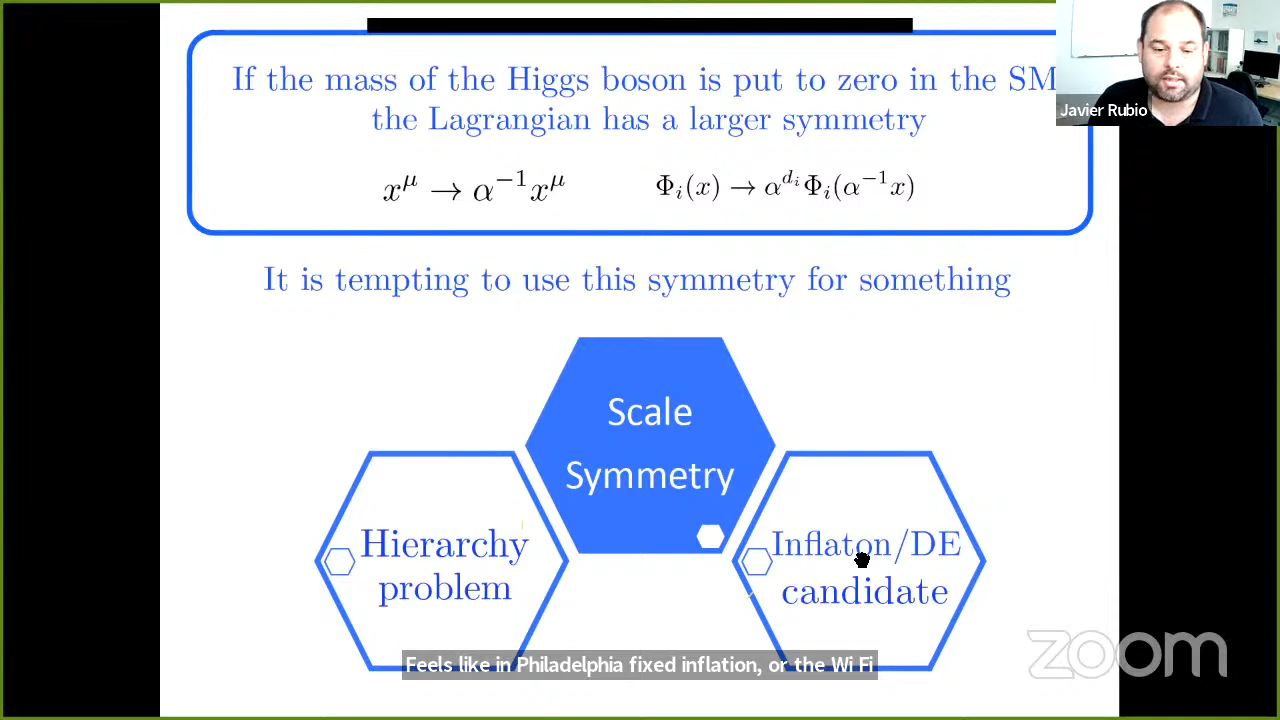 If the mass of the Higgs boson is put to zero in the SM
the Lagrangian has a larger symmetry
Javier Rubio
x^μ → α^{-1}x^μ
Φ_i(x) → α^{d_i}Φ_i(α^{-1}x)
It is tempting to use this symmetry for something
Scale
Symmetry
Hierarchy
problem
Inflaton/DE
candidate
Feels like in Philadelphia fixed inflation, or the Wi Fi
zoom